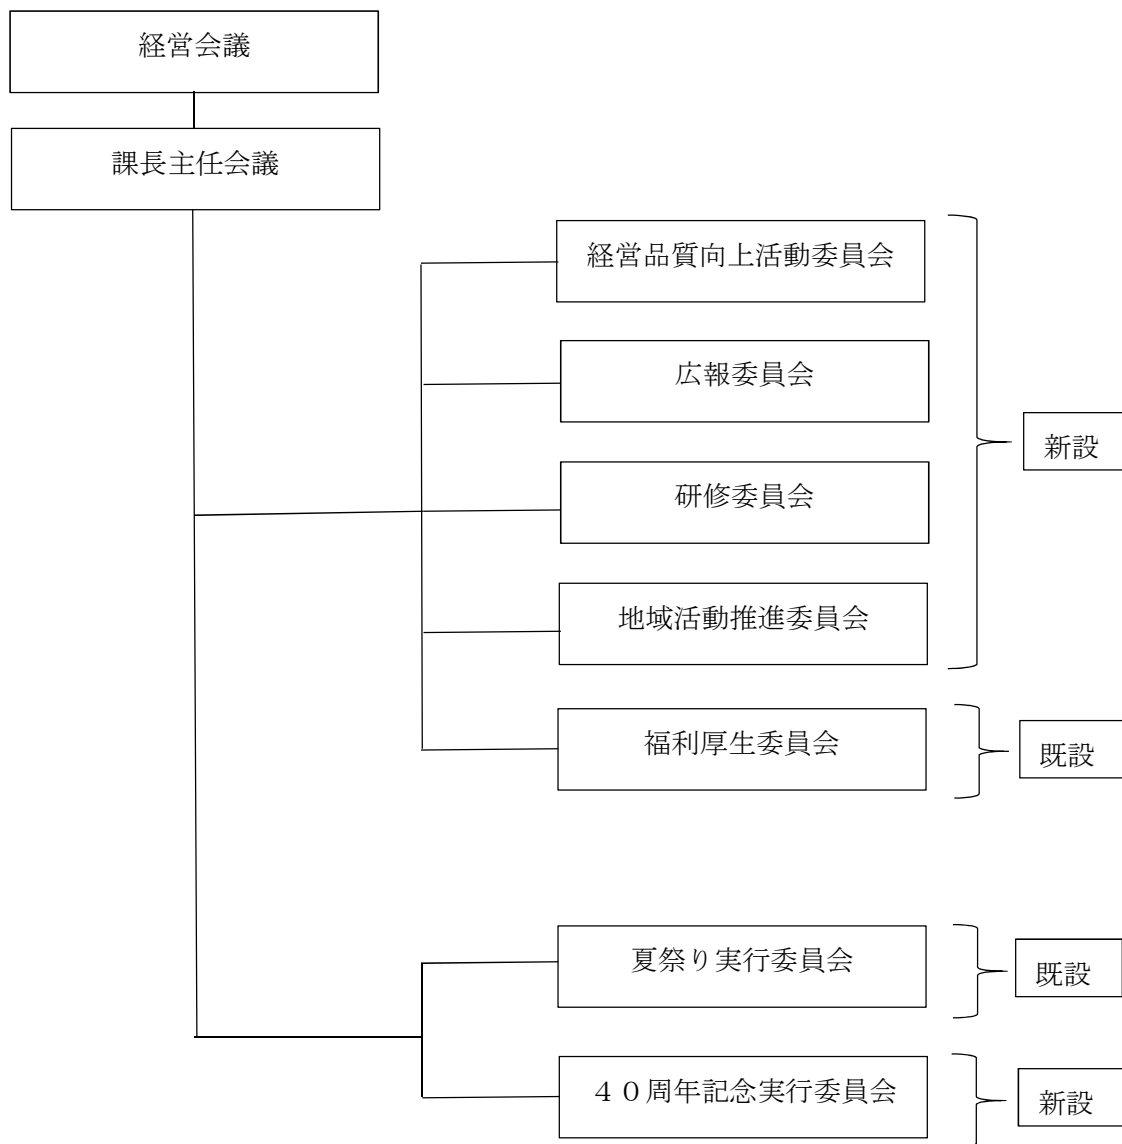 経営会議
課長主任会議
経営品質向上活動委員会
広報委員会
研修委員会
地域活動推進委員会
新設
福利厚生委員会
既設
夏祭り実行委員会
既設
４０周年記念実行委員会
新設